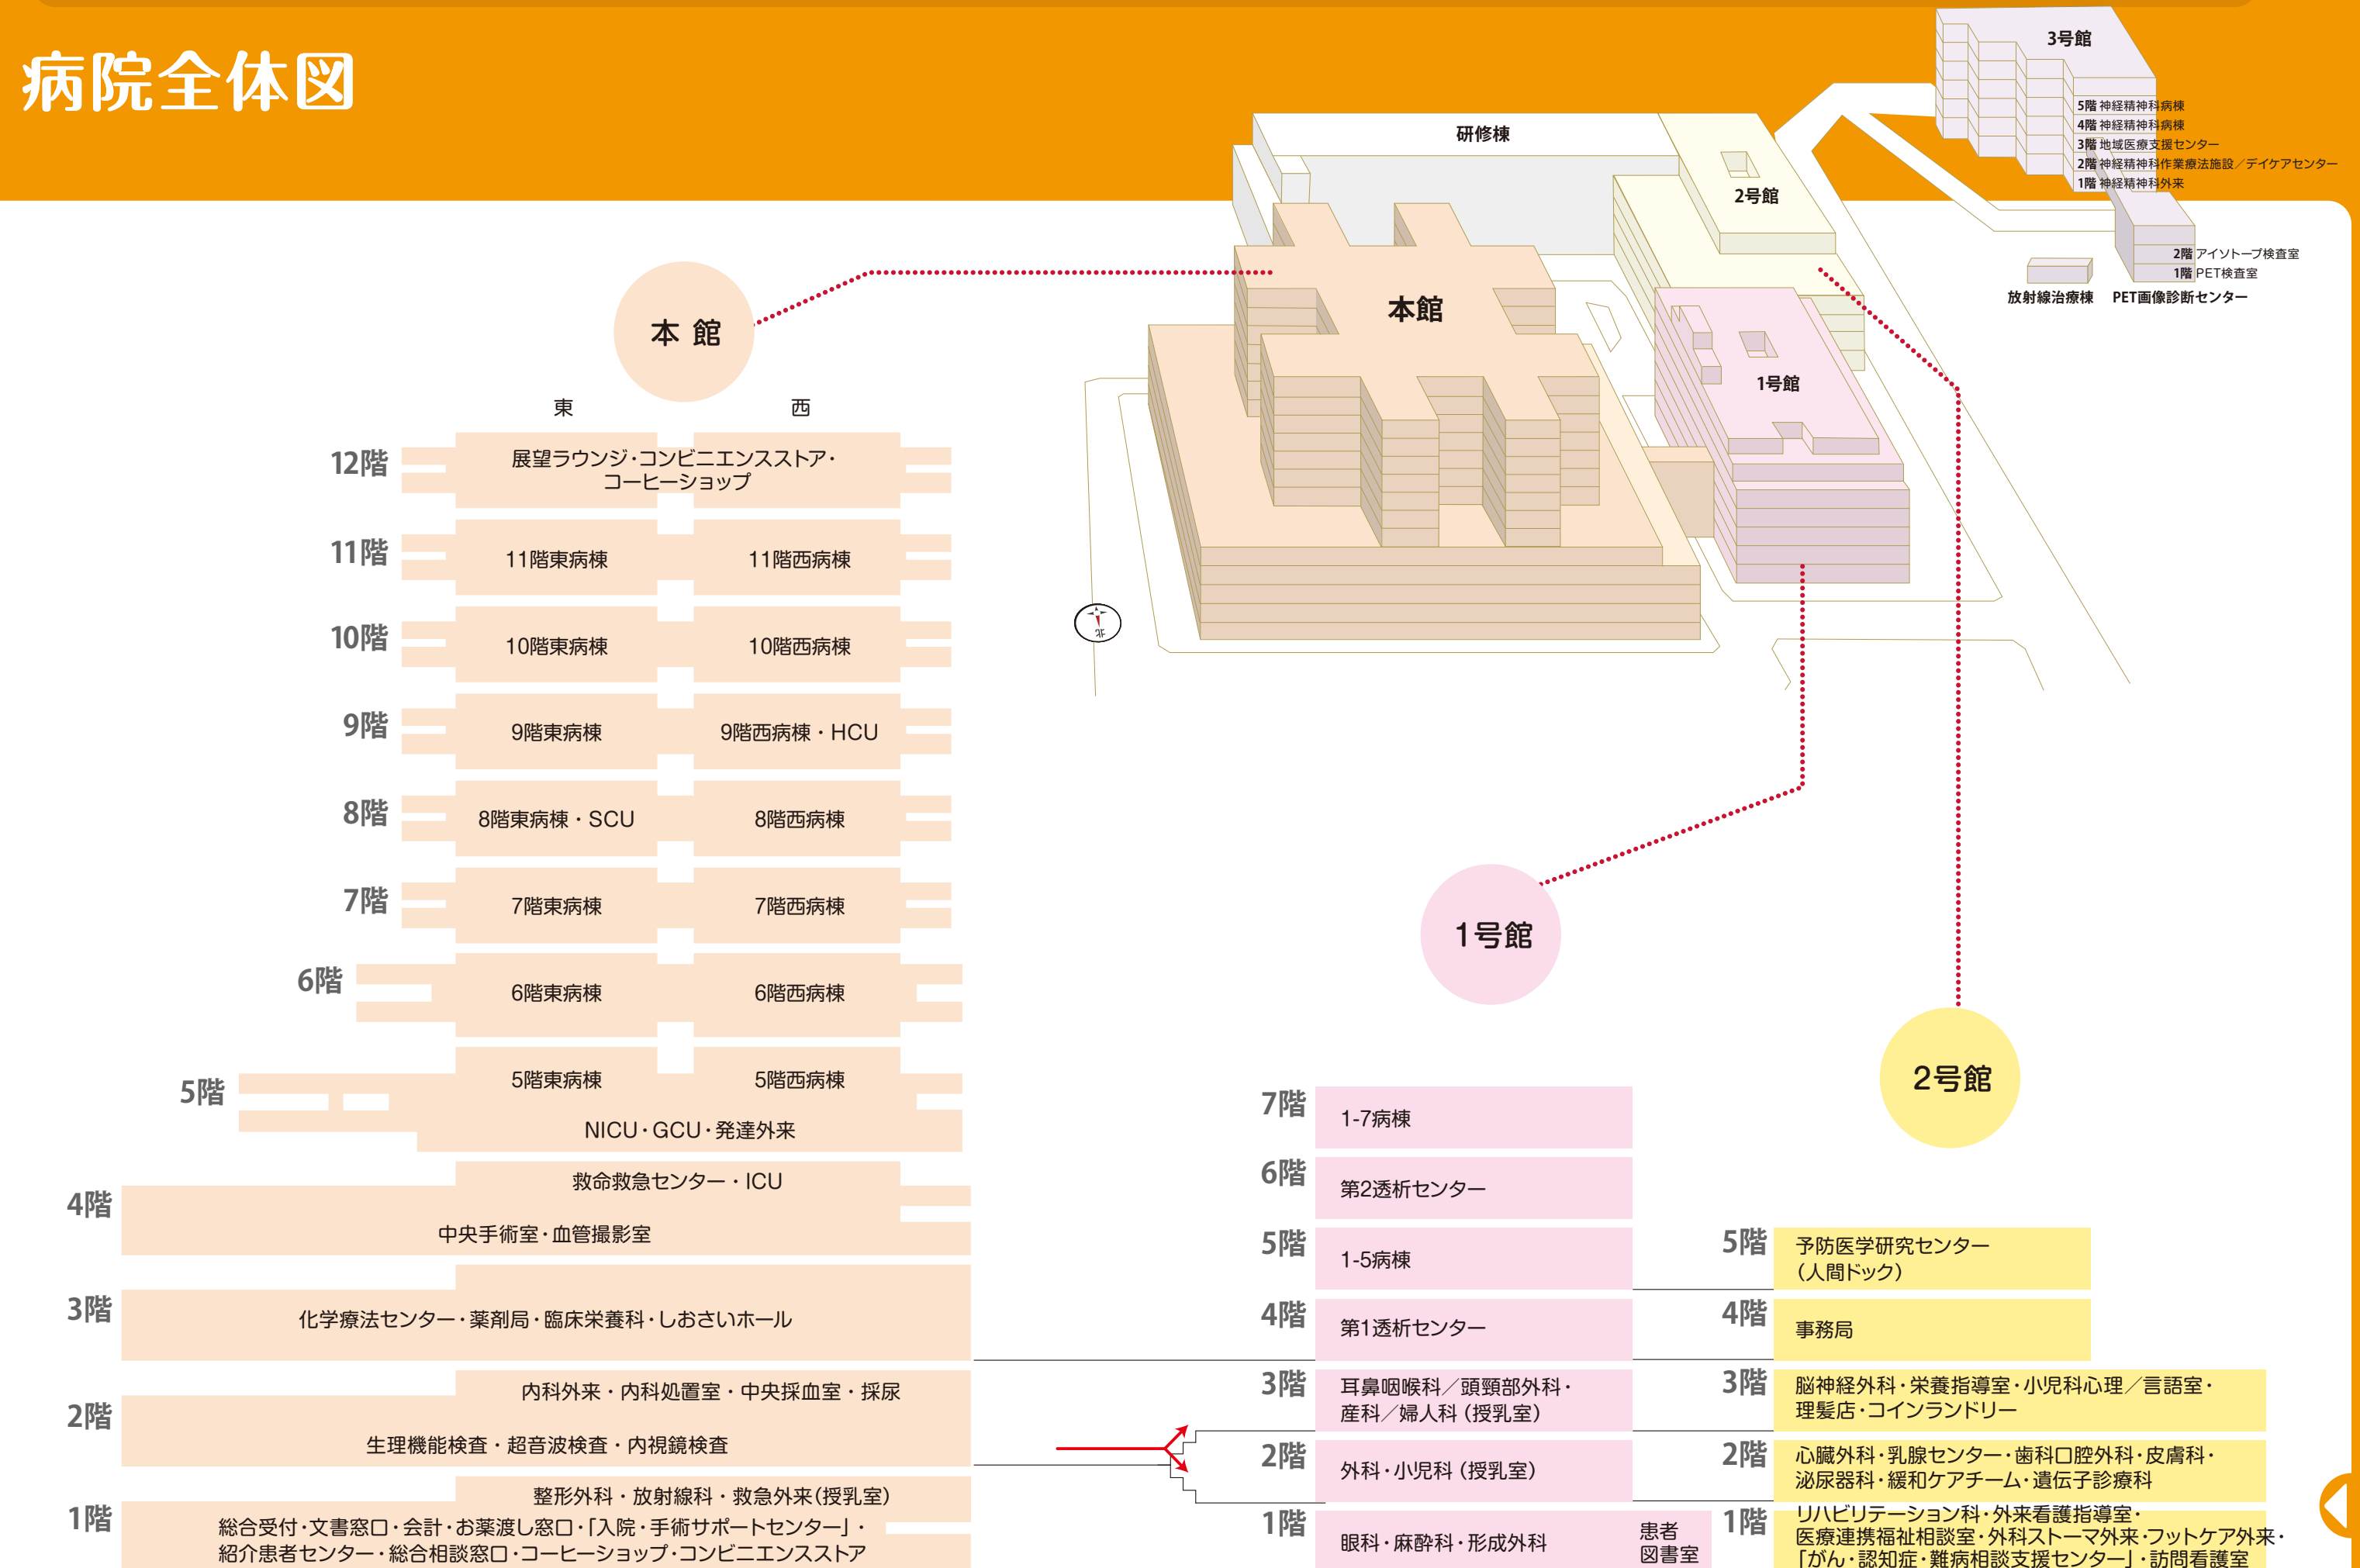 病院全体図
3号館
5階 神経精神科病棟
4階 神経精神科病棟
3階 地域医療支援センター
2階 神経精神科作業療法施設／デイケアセンター
1階 神経精神科外来
研修棟
2号館
本館
1号館
2階 アイソトープ検査室
1階 PET検査室
放射線治療棟
PET画像診断センター
北
本 館
東
西
12階
展望ラウンジ・コンビニエンスストア・
コーヒーショップ
11階
11階東病棟
11階西病棟
10階
10階東病棟
10階西病棟
9階
9階東病棟
9階西病棟・HCU
8階
8階東病棟・SCU
8階西病棟
7階
7階東病棟
7階西病棟
6階
6階東病棟
6階西病棟
5階
5階東病棟
5階西病棟
NICU・GCU・発達外来
4階
救命救急センター・ICU
中央手術室・血管撮影室
3階
化学療法センター・薬剤局・臨床栄養科・しおさいホール
2階
内科外来・内科処置室・中央採血室・採尿
生理機能検査・超音波検査・内視鏡検査
1階
整形外科・放射線科・救急外来（授乳室）
総合受付・文書窓口・会計・お薬渡し窓口・「入院・手術サポートセンター」・
紹介患者センター・総合相談窓口・コーヒーショップ・コンビニエンスストア
1号館
7階
1-7病棟
6階
第2透析センター
5階
1-5病棟
4階
第1透析センター
3階
耳鼻咽喉科／頭頸部外科・
産科／婦人科（授乳室）
2階
外科・小児科（授乳室）
1階
眼科・麻酔科・形成外科
患者
図書室
2号館
5階
予防医学研究センター
（人間ドック）
4階
事務局
3階
脳神経外科・栄養指導室・小児科心理／言語室・
理髪店・コインランドリー
2階
心臓外科・乳腺センター・歯科口腔外科・皮膚科・
泌尿器科・緩和ケアチーム・遺伝子診療科
1階
リハビリテーション科・外来看護指導室・
医療連携福祉相談室・外科ストーマ外来・フットケア外来・
「がん・認知症・難病相談支援センター」・訪問看護室